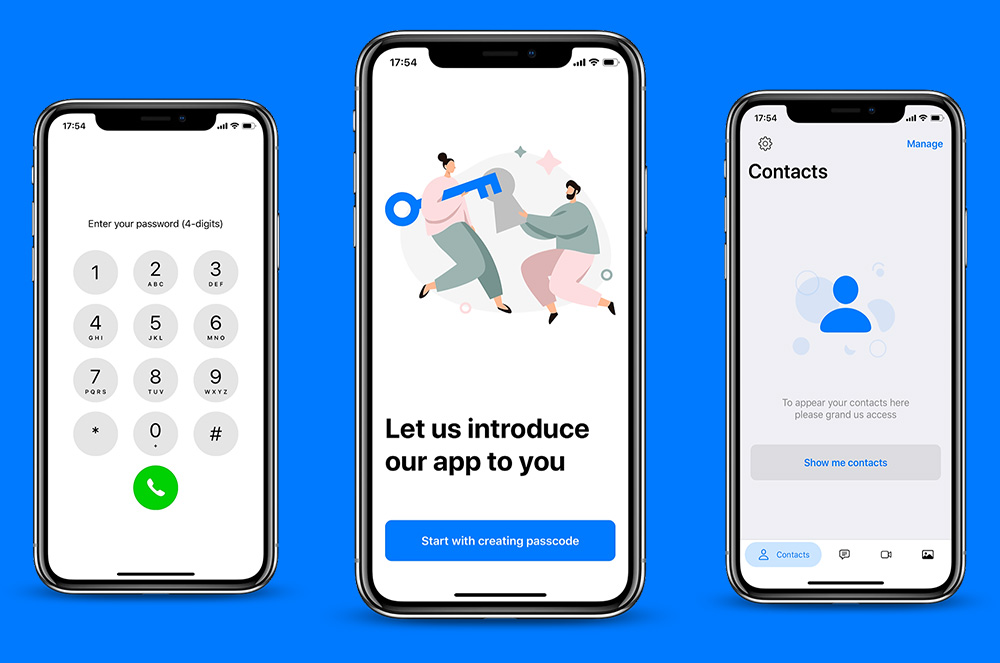 17:54
Enter your password (4-digits)
1
2
ABC
3
DEF
4
GHI
5
JKL
6
MNO
7
PQRS
8
TUV
9
WXYZ
*
0
#
17:54
Let us introduce
our app to you
Start with creating passcode
17:54
Manage
Contacts
To appear your contacts here
please grand us access
Show me contacts
Contacts